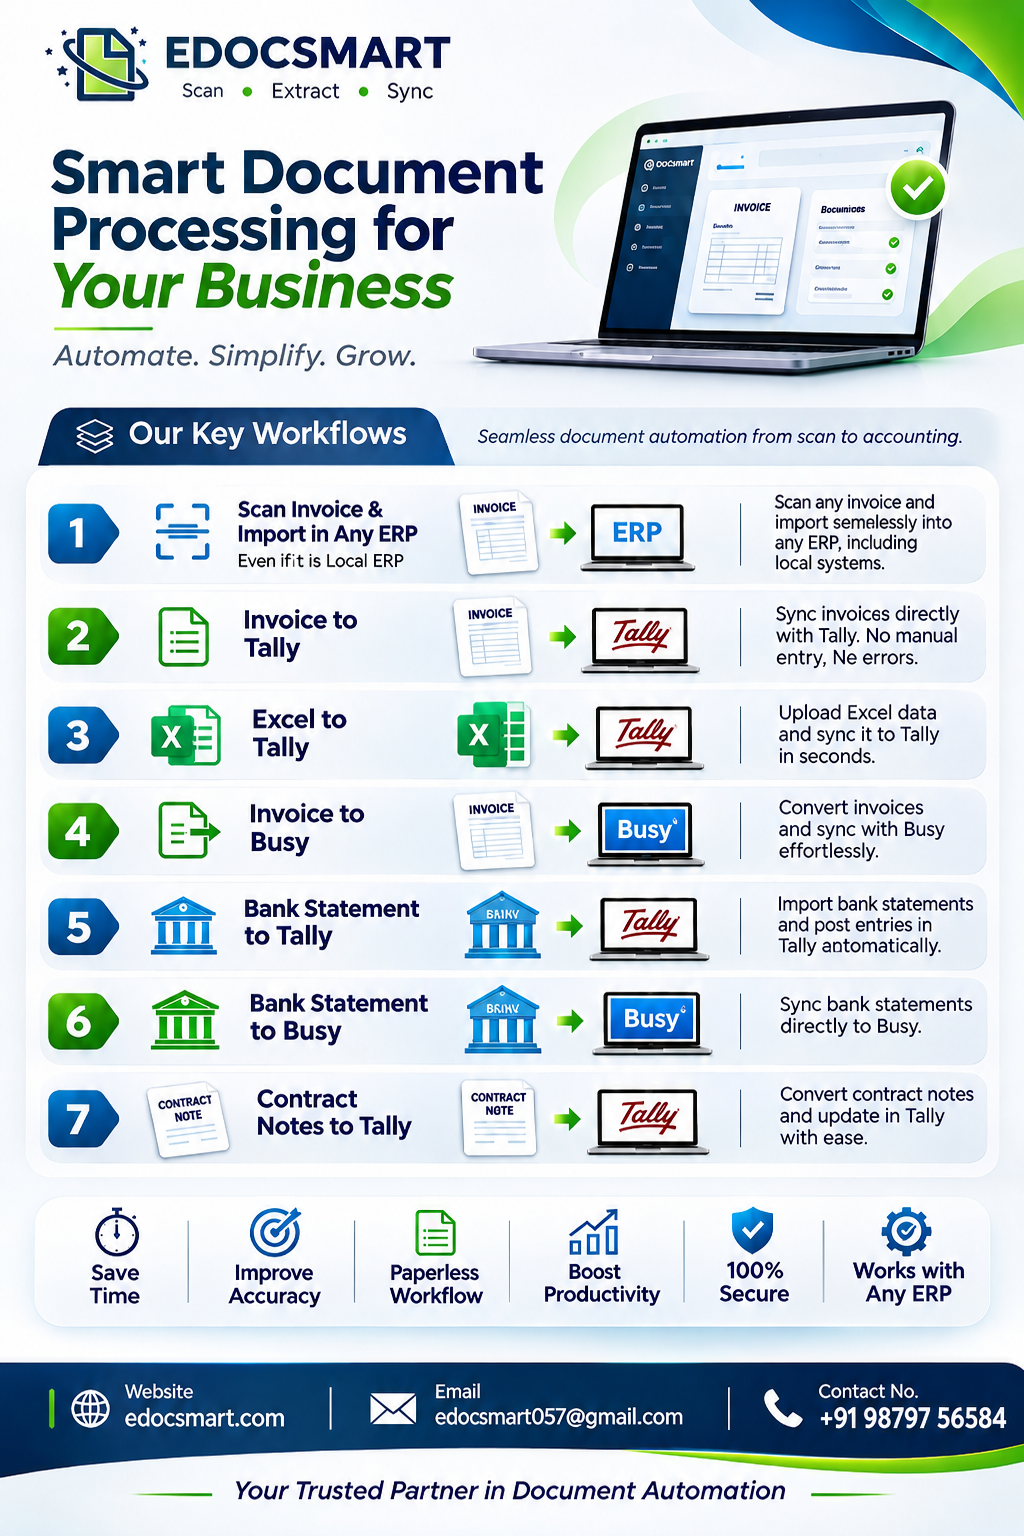 EDOCSMART
Scan • Extract • Sync
Smart Document
Processing for
Your Business
Automate. Simplify. Grow.
DOCSmart
INVOICE
Our Key Workflows
Seamless document automation from scan to accounting.
1
Scan Invoice &
Import in Any ERP
Even ifit is Local ERP
INVOICE
ERP
Scan any invoice and
import semelessly into
any ERP, including
local systems.
2
Invoice to
Tally
INVOICE
Tally
Sync invoices directly
with Tally. No manual
entry, Ne errors.
3
X
Excel to
Tally
X
Tally
Upload Excel data
and sync it to Tally
in seconds.
4
Invoice to
Busy
INVOICE
Busy
Convert invoices
and sync with Busy
effortlessly.
5
Bank Statement
to Tally
Tally
Import bank statements
and post entries in
Tally automatically.
6
Bank Statement
to Busy
Busy
Sync bank statements
directly to Busy.
7
CONTRACT
NOTE
Contract
Notes to Tally
CONTRACT
NOTE
Tally
Convert contract notes
and update in Tally
with ease.
Save
Time
Improve
Accuracy
Paperless
Workflow
Boost
Productivity
100%
Secure
Works with
Any ERP
Website
edocsmart.com
Email
edocsmart057@gmail.com
Contact No.
+91 98797 56584
Your Trusted Partner in Document Automation